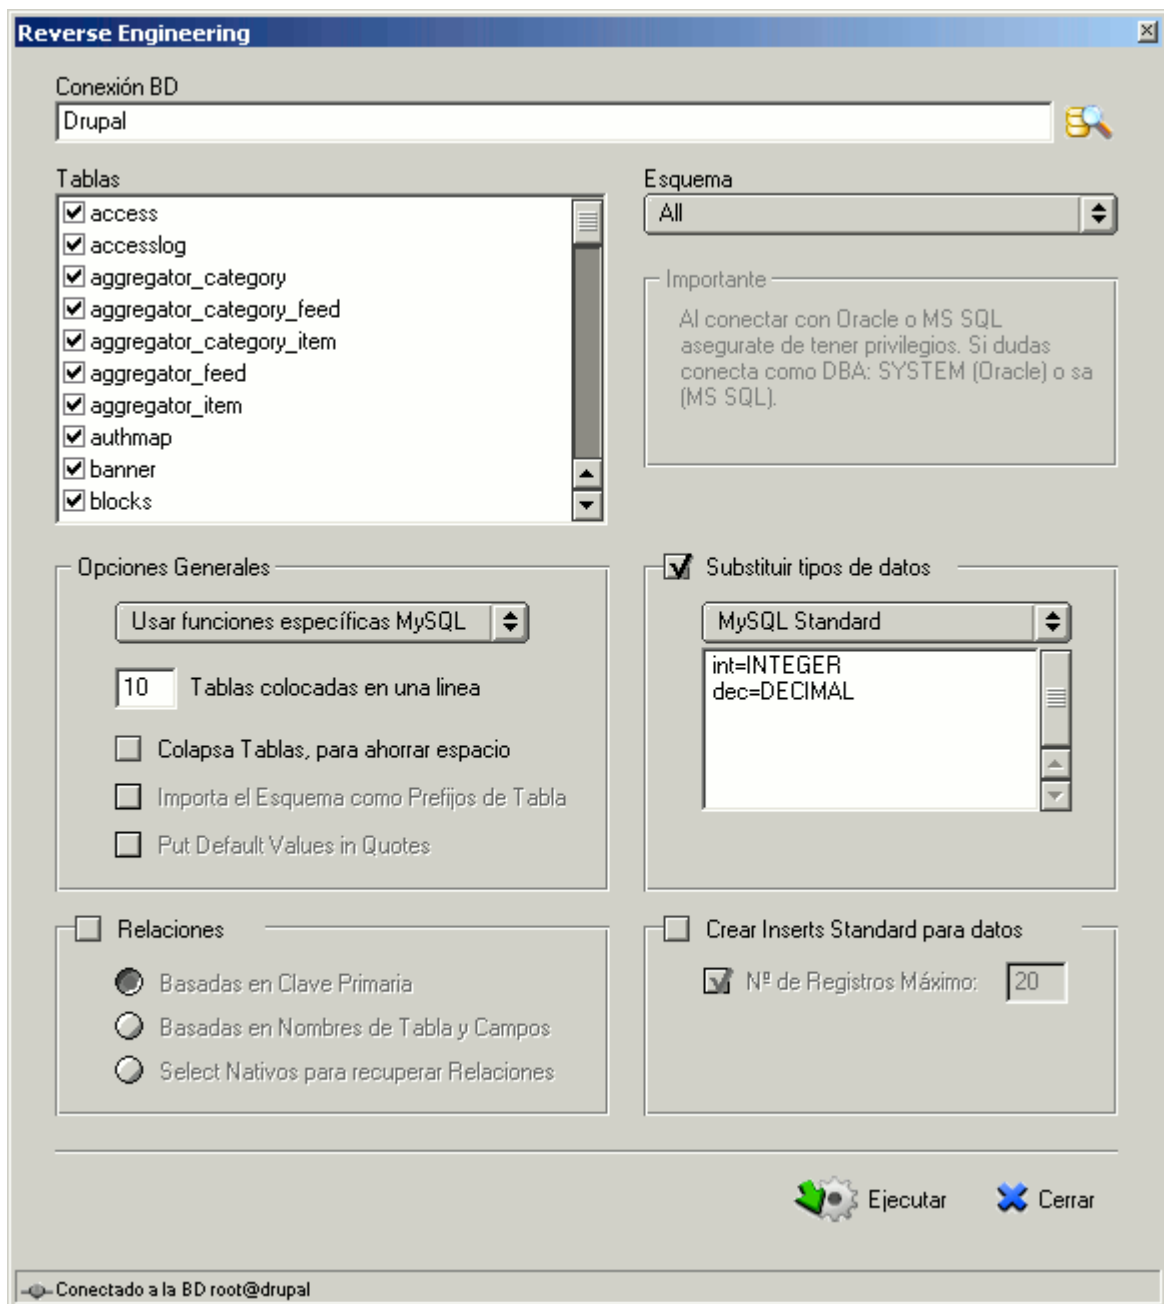 Reverse Engineering
Conexión BD
Drupal
Tablas
access
accesslog
aggregator_category
aggregator_category_feed
aggregator_category_item
aggregator_feed
aggregator_item
authmap
banner
blocks
Esquema
All
Importante
Al conectar con Oracle o MS SQL
asegurate de tener privilegios. Si dudas
conecta como DBA: SYSTEM (Oracle) o sa
(MS SQL).
Opciones Generales
Usar funciones específicas MySQL
10 Tablas colocadas en una linea
Colapsa Tablas, para ahorrar espacio
Importa el Esquema como Prefijos de Tabla
Put Default Values in Quotes
Substituir tipos de datos
MySQL Standard
int=INTEGER
dec=DECIMAL
Relaciones
Basadas en Clave Primaria
Basadas en Nombres de Tabla y Campos
Select Nativos para recuperar Relaciones
Crear Inserts Standard para datos
Nº de Registros Máximo: 20
Ejecutar Cerrar
Conectado a la BD root@drupal